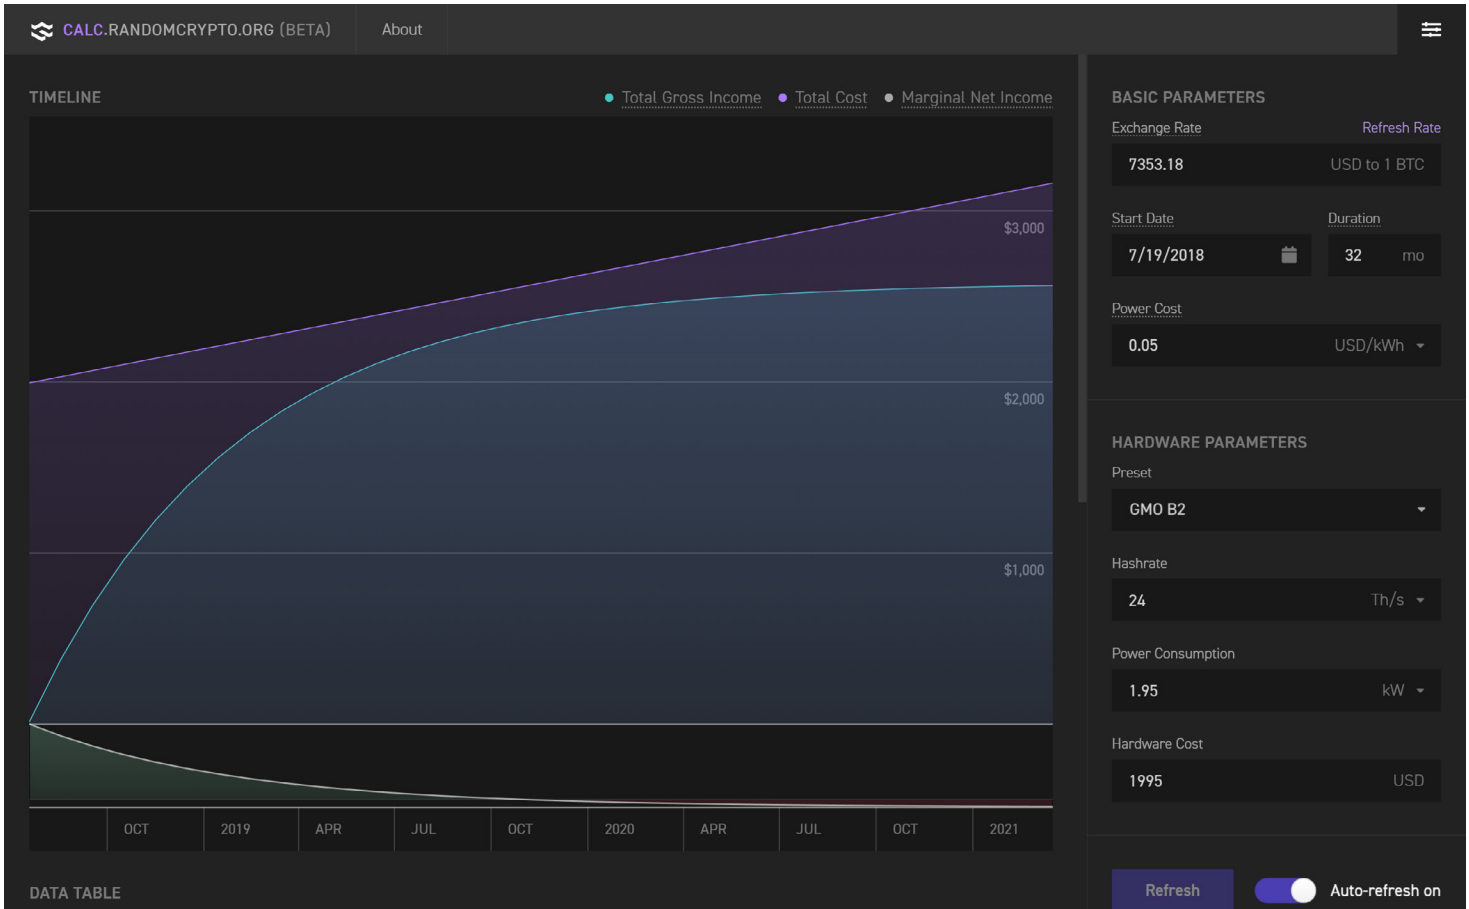 CALC.RANDOMCRYPTO.ORG (BETA)
About
TIMELINE
Total Gross Income
Total Cost
Marginal Net Income
$3,000
$2,000
$1,000
OCT
2019
APR
JUL
OCT
2020
APR
JUL
OCT
2021
DATA TABLE
BASIC PARAMETERS
Exchange Rate
Refresh Rate
7353.18
USD to 1 BTC
Start Date
Duration
7/19/2018
32
mo
Power Cost
0.05
USD/kWh
HARDWARE PARAMETERS
Preset
GMO B2
Hashrate
24
Th/s
Power Consumption
1.95
kW
Hardware Cost
1995
USD
Refresh
Auto-refresh on